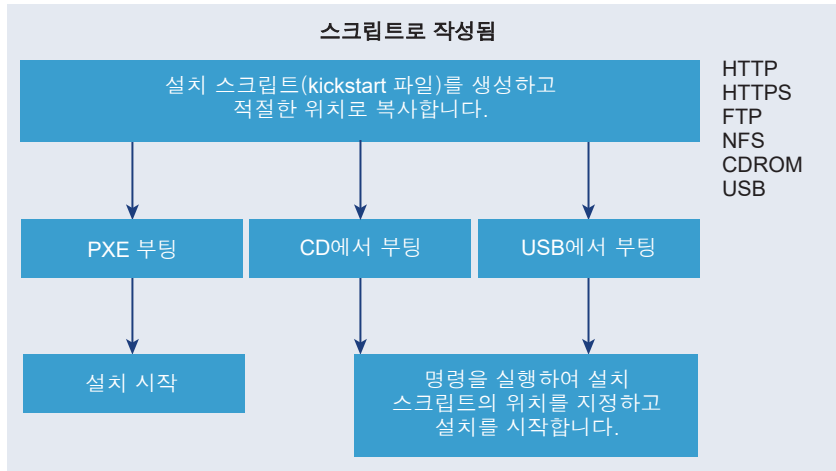 스크립트로 작성됨
설치 스크립트(kickstart 파일)를 생성하고
적절한 위치로 복사합니다.
HTTP
HTTPS
FTP
NFS
CDROM
USB
PXE 부팅
CD에서 부팅
USB에서 부팅
설치 시작
명령을 실행하여 설치
스크립트의 위치를 지정하고
설치를 시작합니다.